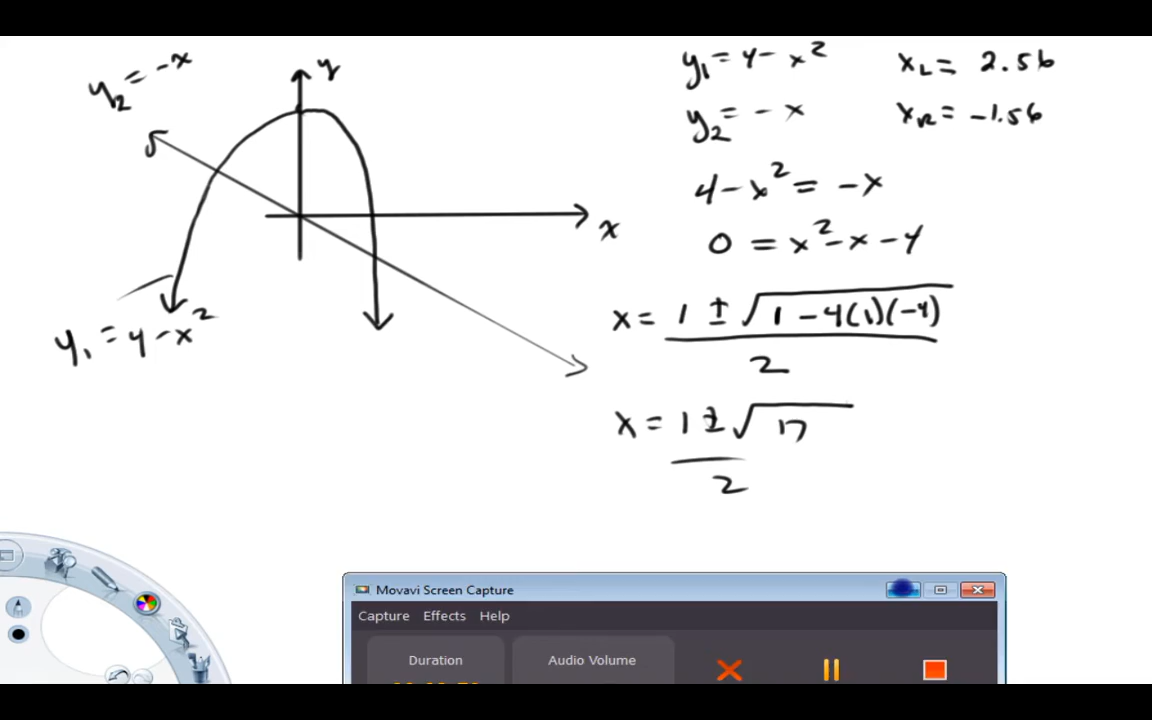 y₂ = -x
y
x
y₁ = 4 - x²
y₁ = 4 - x²
x_L = 2.56
y₂ = - x
x_R = -1.56
4 - x² = -x
0 = x² - x - 4
x = 1 ± √(1 - 4(1)(-4)) / 2
x = 1 ± √17 / 2
Movavi Screen Capture
Capture Effects Help
Duration Audio Volume